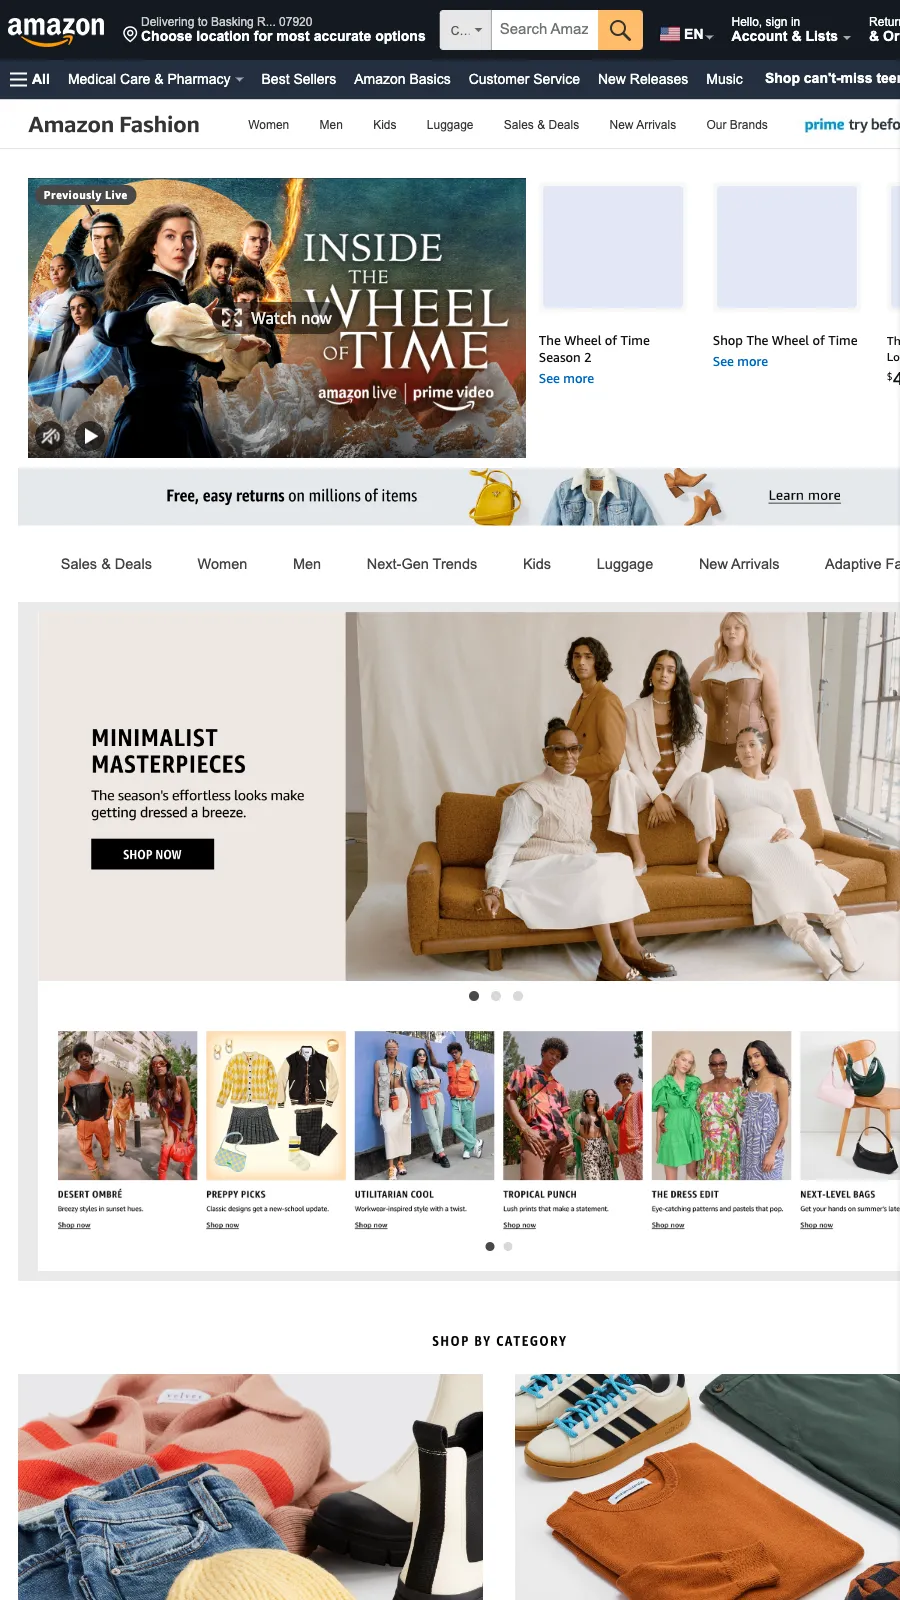 amazon
Delivering to Basking R... 07920
Choose location for most accurate options
C...
Search Amaz
EN
Hello, sign in
Account & Lists
Retur
& Or
All
Medical Care & Pharmacy
Best Sellers
Amazon Basics
Customer Service
New Releases
Music
Shop can't-miss teen
Amazon Fashion
Women
Men
Kids
Luggage
Sales & Deals
New Arrivals
Our Brands
prime try befo
Previously Live
INSIDE
THE
WHEEL
OF TIME
Watch now
amazon live | prime video
The Wheel of Time
Season 2
See more
Shop The Wheel of Time
See more
Th
Lo
$4
Free, easy returns on millions of items
Learn more
Sales & Deals
Women
Men
Next-Gen Trends
Kids
Luggage
New Arrivals
Adaptive Fa
MINIMALIST
MASTERPIECES
The season's effortless looks make
getting dressed a breeze.
SHOP NOW
DESERT OMBRÉ
Breezy styles in sunset hues.
Shop now
PREPPY PICKS
Classic designs get a new-school update.
Shop now
UTILITARIAN COOL
Workwear-inspired style with a twist.
Shop now
TROPICAL PUNCH
Lush prints that make a statement.
Shop now
THE DRESS EDIT
Eye-catching patterns and pastels that pop.
Shop now
NEXT-LEVEL BAGS
Get your hands on summer's late
Shop now
SHOP BY CATEGORY
velvet